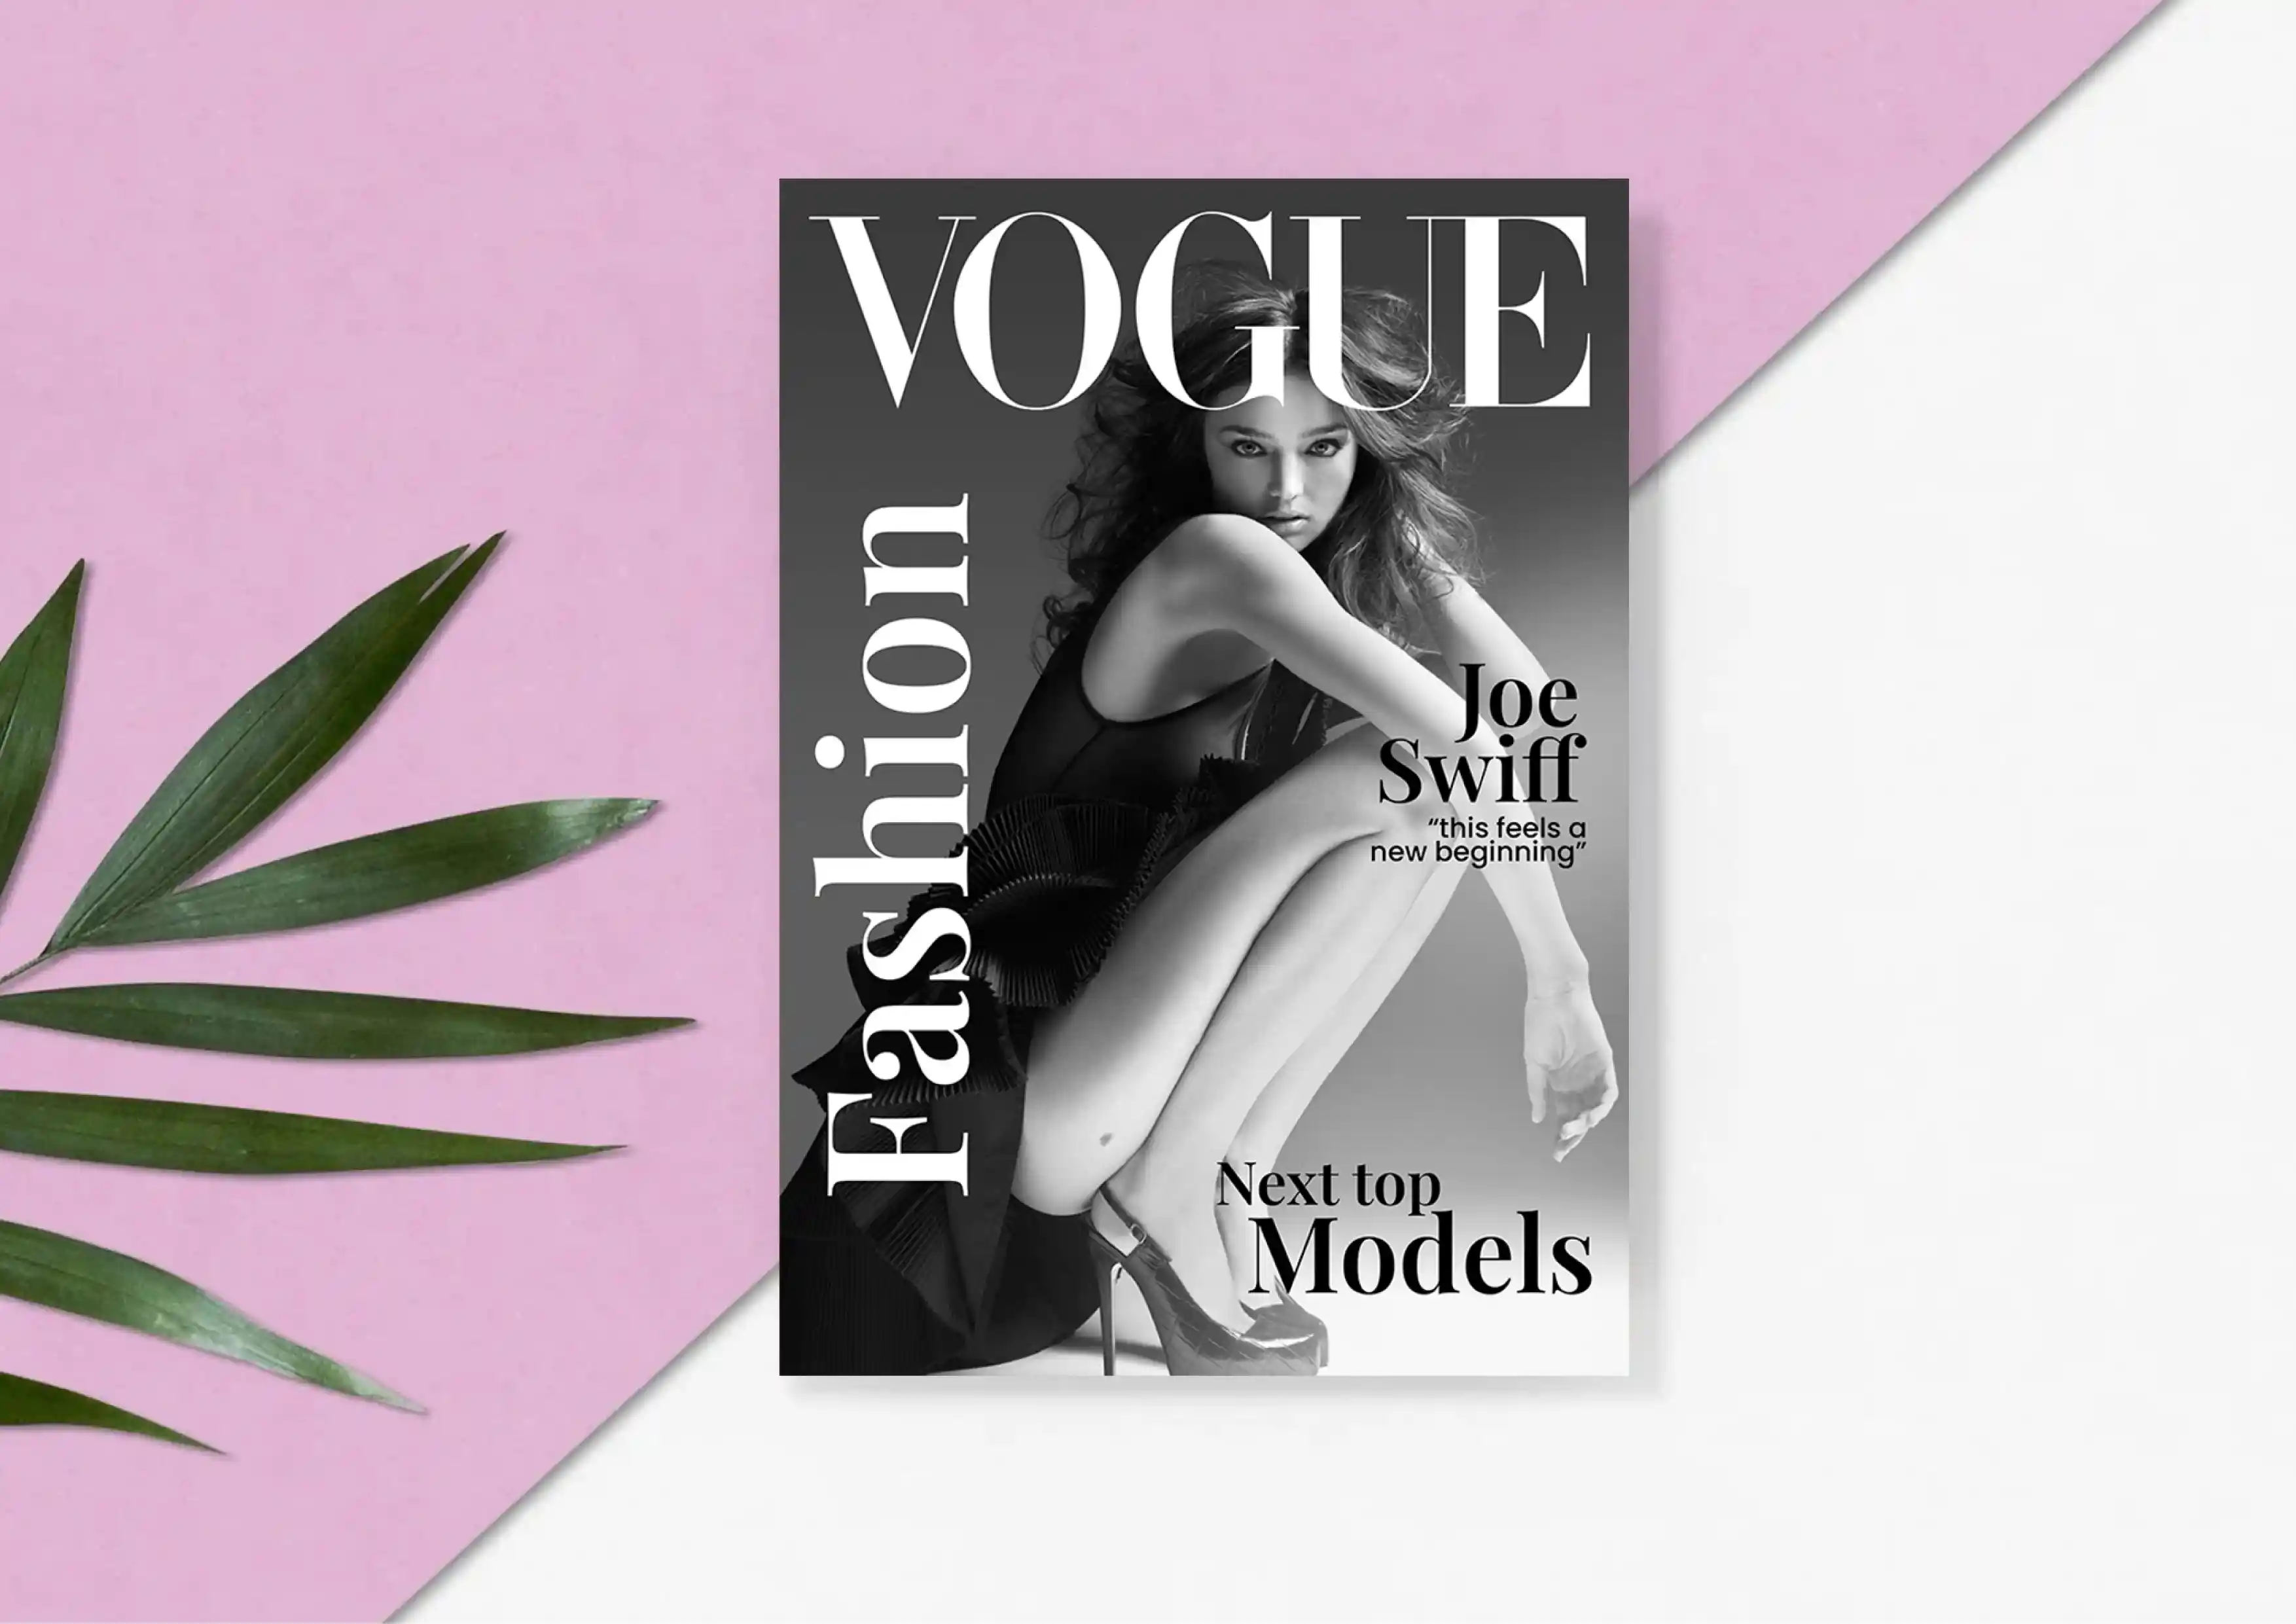 VOGUE
Fashion
Joe
Swiff
“this feels a
new beginning”
Next top
Models